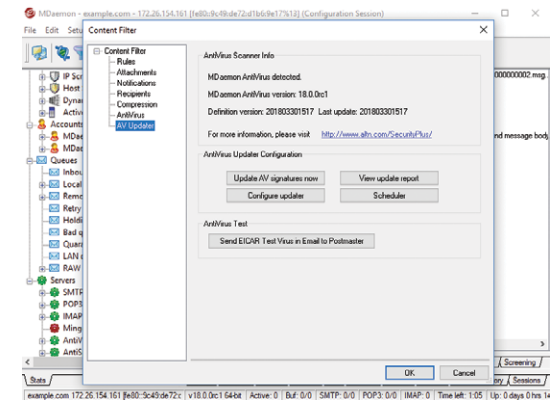 MDaemon - example.com - 172.26.154.161 [fe80::9c49:de72:d1b6:9e17%13] (Configuration Session)
File Edit Setu
Content Filter
Content Filter
Rules
Attachments
Notifications
Recipients
Compression
AntiVirus
AV Updater
AntiVirus Scanner Info
MDaemon AntiVirus detected.
MDaemon AntiVirus version: 18.0.0rc1
Definition version: 201803301517 Last update: 201803301517
For more information, please visit http://www.altn.com/SecurityPlus/
AntiVirus Updater Configuration
Update AV signatures now
View update report
Configure updater
Scheduler
AntiVirus Test
Send EICAR Test Virus in Email to Postmaster
OK
Cancel
IP Scr
Host
Dynam
Active
Accounts
MDae
MDae
Queues
Inbou
Local
Remo
Retry
Holdi
Bad q
Quara
LAN
RAW
Servers
SMTP
POP3
IMAP
Ming
AntiV
AntiS
000000002.msg.
nd message body
Screening
Stats
ory
Sessions
example.com 172.26.154.161 [fe80::9c49:de72:c v18.0.0rc1 64-bit Active: 0 Buf: 0/0 SMTP: 0/0 POP3: 0/0 IMAP: 0 Time left: 1:05 Up: 0 days 0 hrs 14